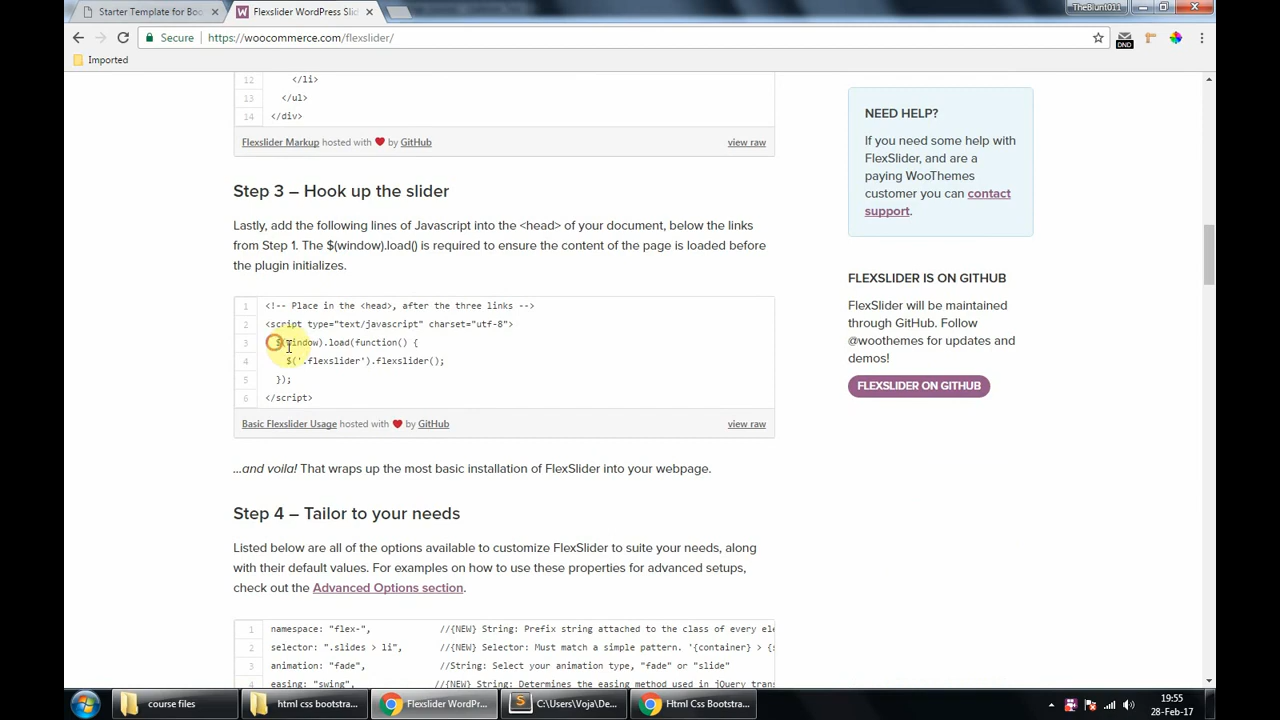 Starter Template for Boo
Flexslider WordPress Slid
TheBlunt011
Secure
https://woocommerce.com/flexslider/
DND
Imported
12 </li>
13 </ul>
14 </div>
Flexslider Markup hosted with ❤ by GitHub
view raw
Step 3 – Hook up the slider
Lastly, add the following lines of Javascript into the <head> of your document, below the links
from Step 1. The $(window).load() is required to ensure the content of the page is loaded before
the plugin initializes.
1 <!-- Place in the <head>, after the three links -->
2 <script type="text/javascript" charset="utf-8">
3 $(window).load(function() {
4 $('.flexslider').flexslider();
5 });
6 </script>
Basic Flexslider Usage hosted with ❤ by GitHub
view raw
...and voila! That wraps up the most basic installation of FlexSlider into your webpage.
Step 4 – Tailor to your needs
Listed below are all of the options available to customize FlexSlider to suite your needs, along
with their default values. For examples on how to use these properties for advanced setups,
check out the Advanced Options section.
1 namespace: "flex-", //{NEW} String: Prefix string attached to the class of every ele
2 selector: ".slides > li", //{NEW} Selector: Must match a simple pattern. '{container} > {s
3 animation: "fade", //String: Select your animation type, "fade" or "slide"
4 easing: "swing", //{NEW} String: Determines the easing method used in jQuery trans
NEED HELP?
If you need some help with
FlexSlider, and are a
paying WooThemes
customer you can contact
support.
FLEXSLIDER IS ON GITHUB
FlexSlider will be maintained
through GitHub. Follow
@woothemes for updates and
demos!
FLEXSLIDER ON GITHUB
course files
html css bootstra...
Flexslider WordPr...
C:\Users\Voja\De...
Html Css Bootstra...
19:55
28-Feb-17